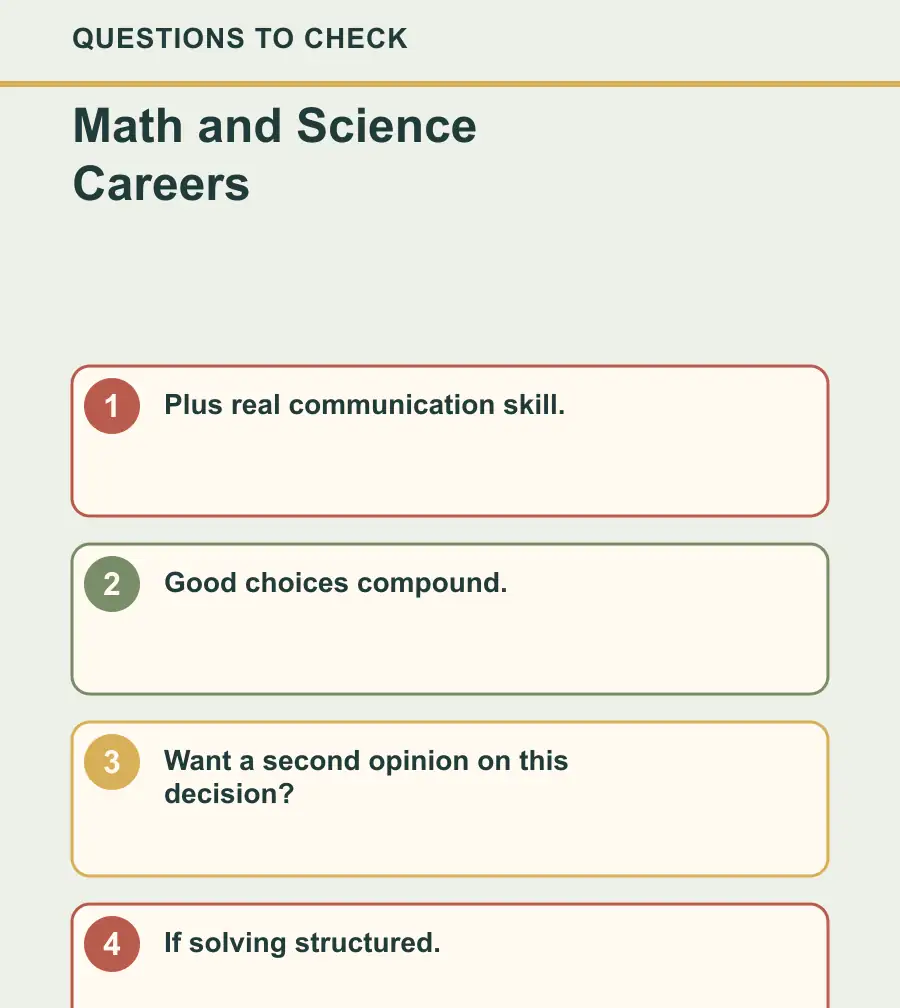 QUESTIONS TO CHECK
Math and Science
Careers
1
Plus real communication skill.
2
Good choices compound.
3
Want a second opinion on this
decision?
4
If solving structured.